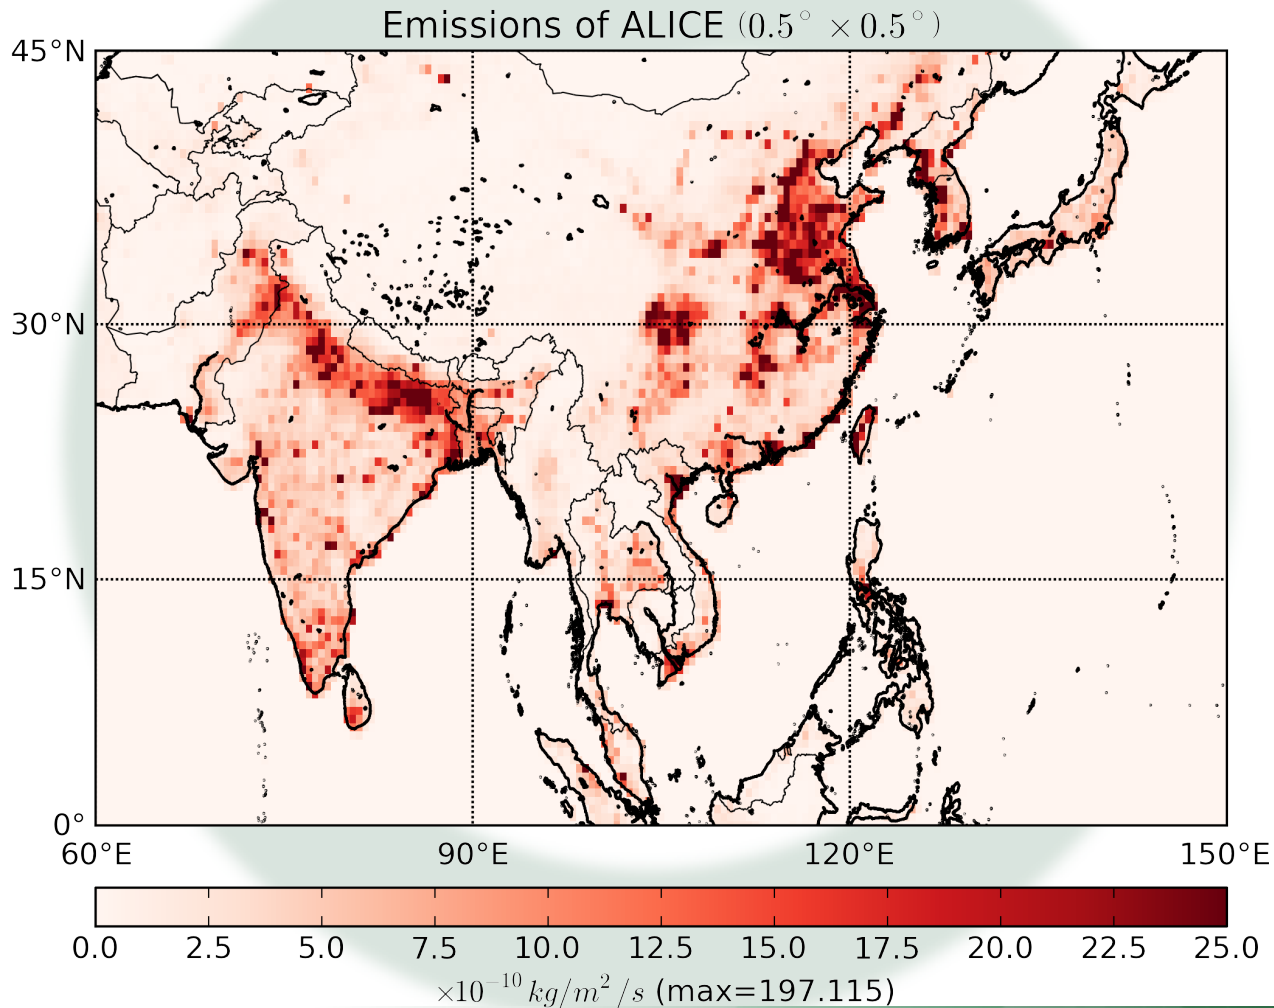 Emissions of ALICE (0.5° × 0.5°)
45°N
30°N
15°N
0°
60°E 90°E 120°E 150°E
0.0 2.5 5.0 7.5 10.0 12.5 15.0 17.5 20.0 22.5 25.0
×10⁻¹⁰ kg/m²/s (max=197.115)